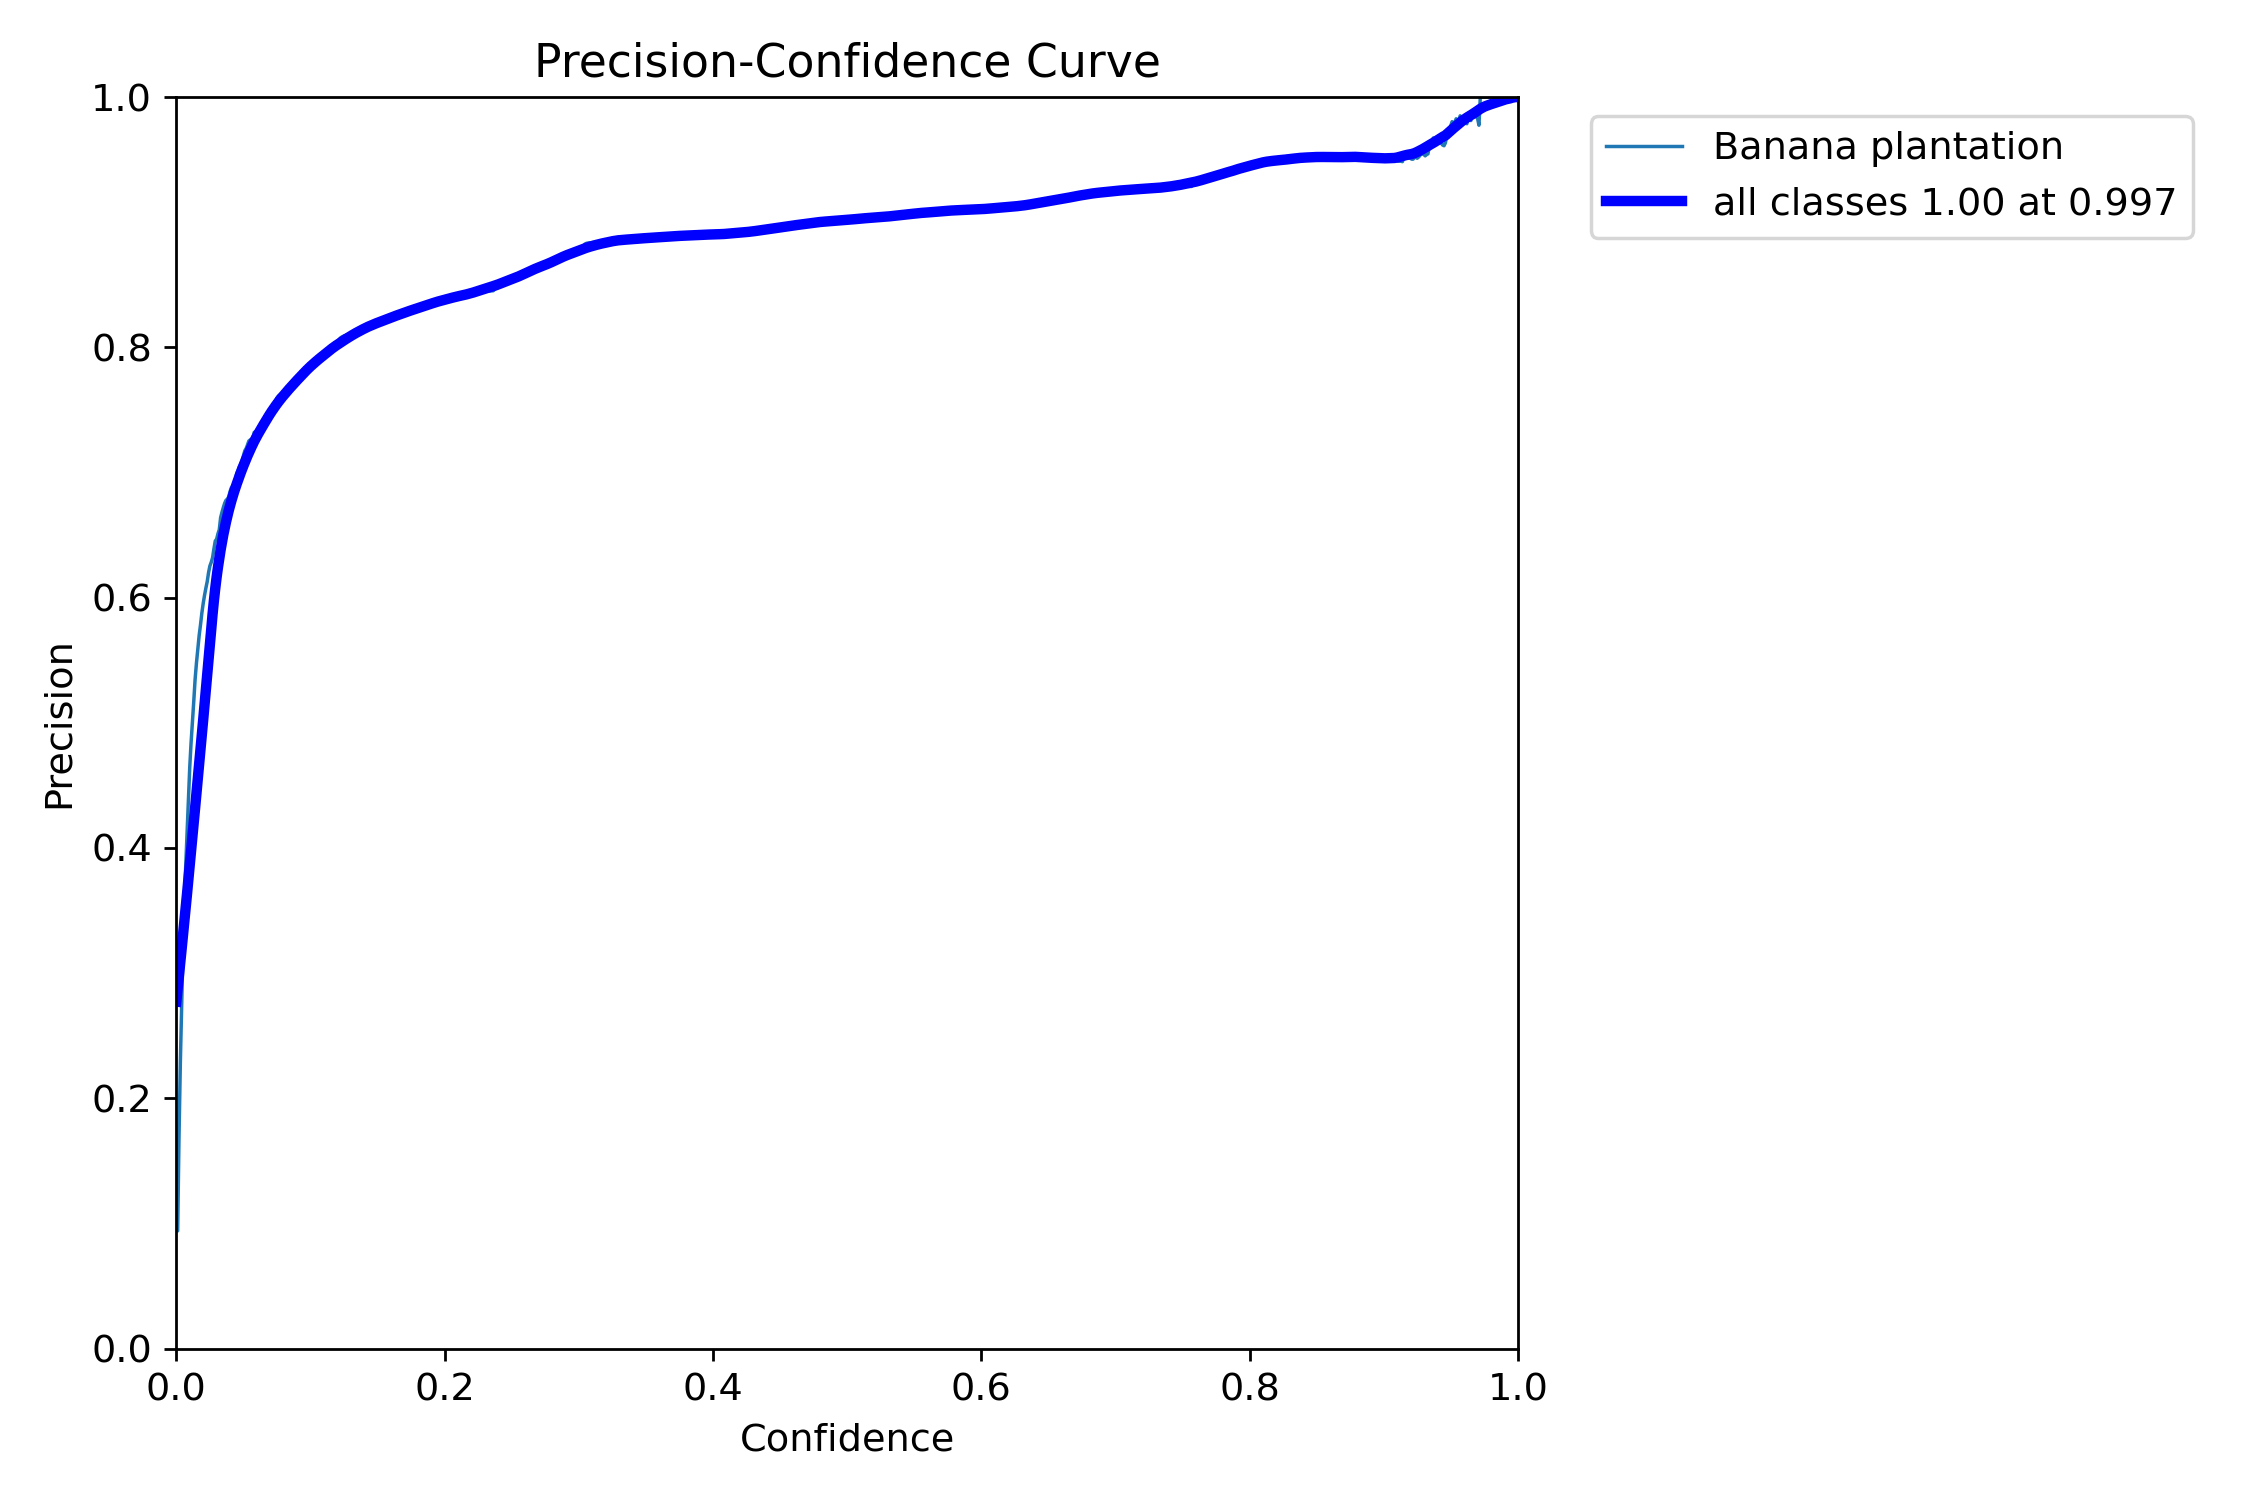 Precision-Confidence Curve
1.0
0.8
0.6
0.4
0.2
0.0
Precision
0.0 0.2 0.4 0.6 0.8 1.0
Confidence
Banana plantation
all classes 1.00 at 0.997